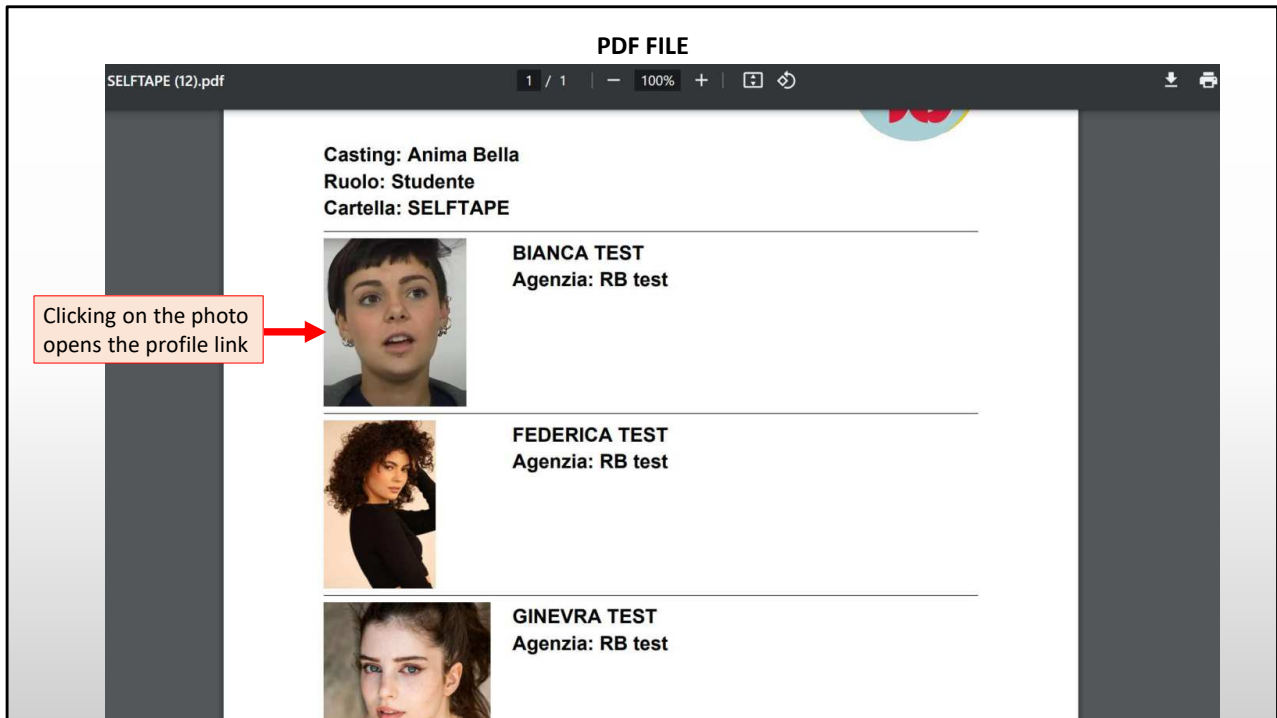 PDF FILE
SELFTAPE (12).pdf
1 / 1 | − 100% + |
Casting: Anima Bella
Ruolo: Studente
Cartella: SELFTAPE
BIANCA TEST
Agenzia: RB test
Clicking on the photo
opens the profile link
FEDERICA TEST
Agenzia: RB test
GINEVRA TEST
Agenzia: RB test